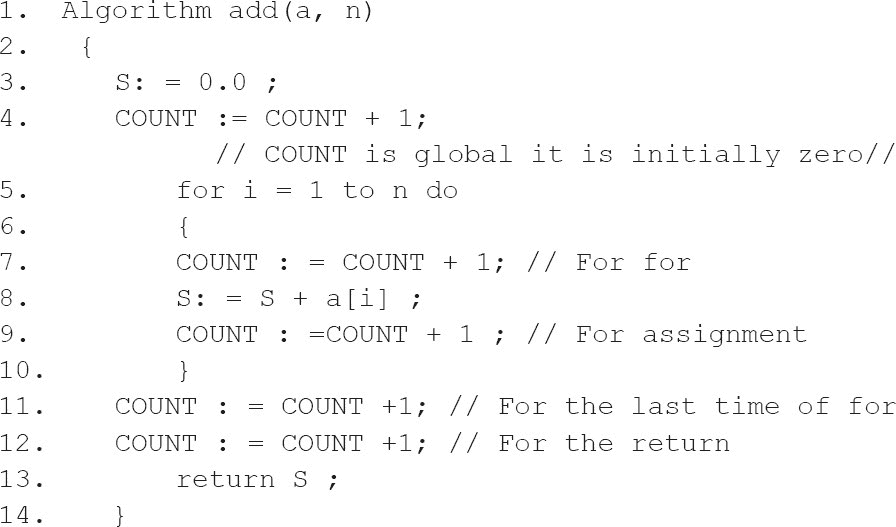 1. Algorithm add(a, n)
2. {
3. S: = 0.0 ;
4. COUNT := COUNT + 1;
// COUNT is global it is initially zero//
5. for i = 1 to n do
6. {
7. COUNT : = COUNT + 1; // For for
8. S: = S + a[i] ;
9. COUNT : =COUNT + 1 ; // For assignment
10. }
11. COUNT : = COUNT +1; // For the last time of for
12. COUNT : = COUNT +1; // For the return
13. return S ;
14. }